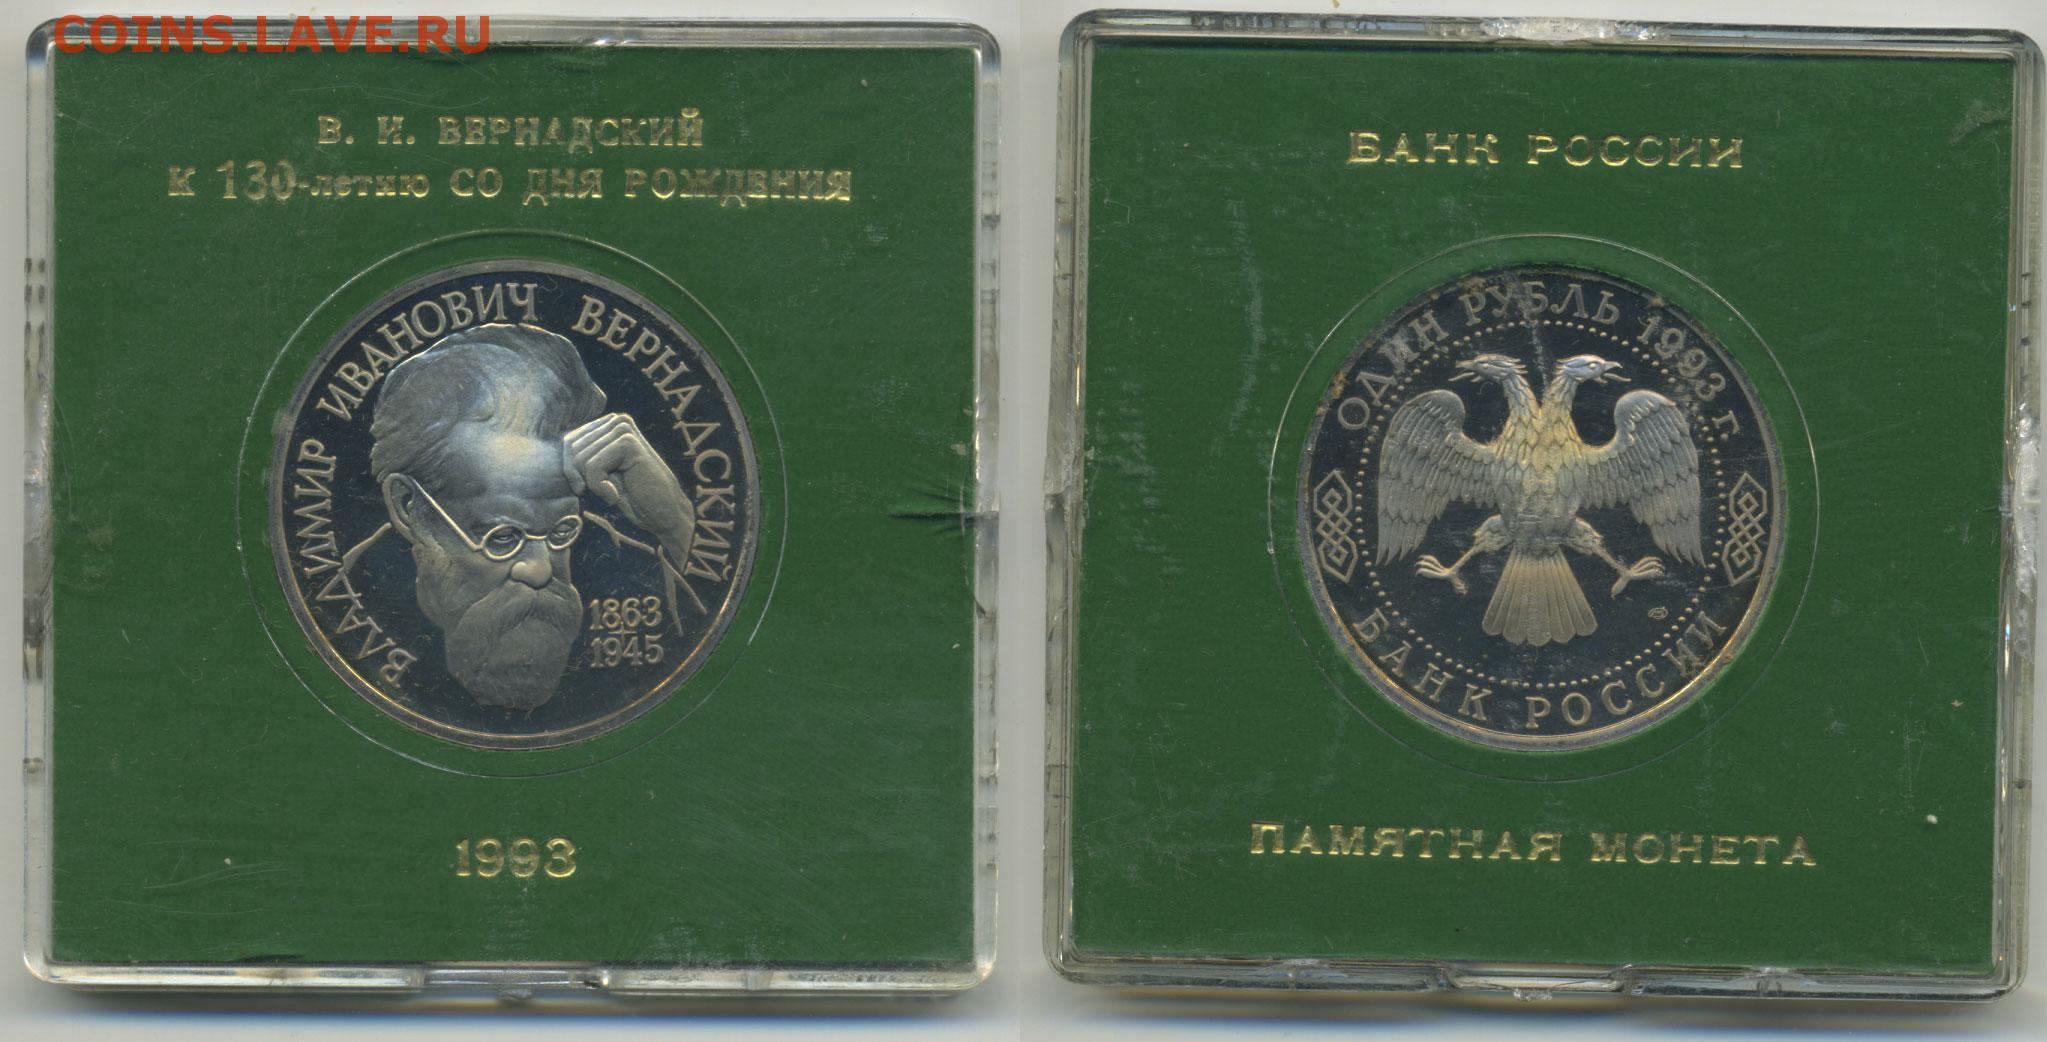 COINS.LAVE.RU
В. И. ВЕРНАДСКИЙ
К 130-летию СО ДНЯ РОЖДЕНИЯ
ВЛАДИМИР ИВАНОВИЧ ВЕРНАДСКИЙ
1863
1945
1993
БАНК РОССИИ
ОДИН РУБЛЬ 1993 г.
БАНК РОССИИ
ПАМЯТНАЯ МОНЕТА